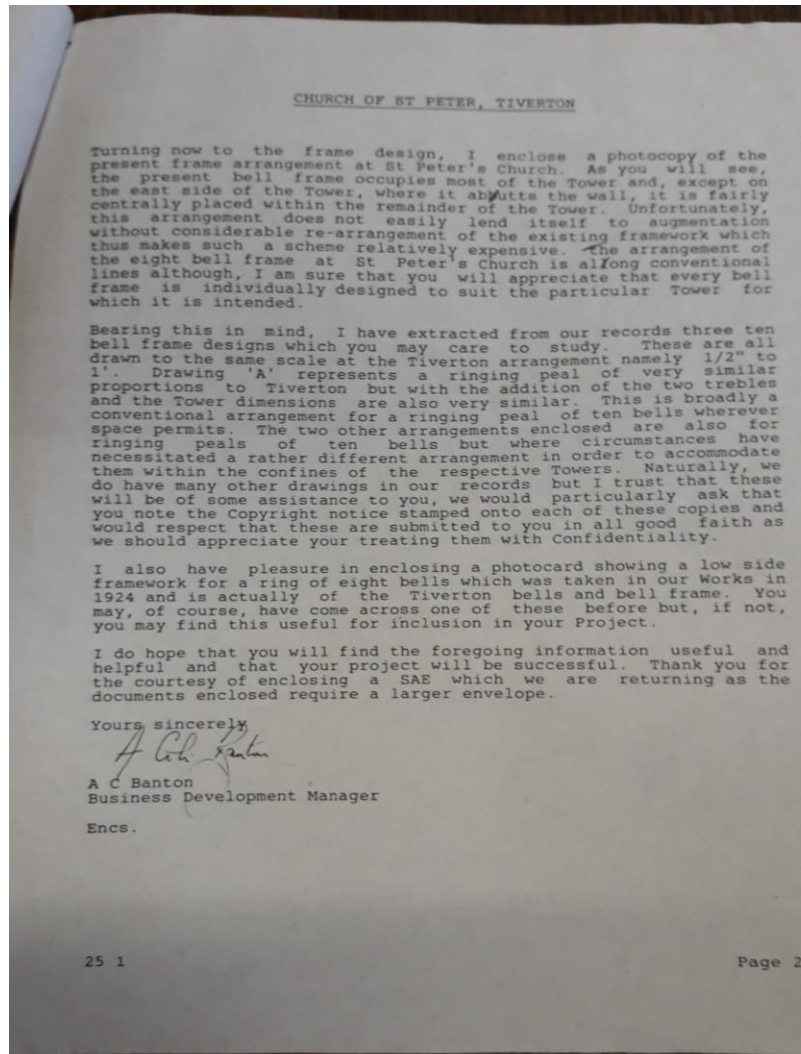 CHURCH OF ST PETER, TIVERTON
Turning now to the frame design, I enclose a photocopy of the
present frame arrangement at St Peter's Church. As you will see,
the present bell frame occupies most of the Tower and, except on
the east side of the Tower, where it abutts the wall, it is fairly
centrally placed within the remainder of the Tower. Unfortunately,
this arrangement does not easily lend itself to augmentation
without considerable re-arrangement of the existing framework which
thus makes such a scheme relatively expensive. The arrangement of
the eight bell frame at St Peter's Church is along conventional
lines although, I am sure that you will appreciate that every bell
frame is individually designed to suit the particular Tower for
which it is intended.
Bearing this in mind, I have extracted from our records three ten
bell frame designs which you may care to study. These are all
drawn to the same scale at the Tiverton arrangement namely 1/2" to
1'. Drawing 'A' represents a ringing peal of very similar
proportions to Tiverton but with the addition of the two trebles
and the Tower dimensions are also very similar. This is broadly a
conventional arrangement for a ringing peal of ten bells wherever
space permits. The two other arrangements enclosed are also for
ringing peals of ten bells but where circumstances have
necessitated a rather different arrangement in order to accommodate
them within the confines of the respective Towers. Naturally, we
do have many other drawings in our records but I trust that these
will be of some assistance to you, we would particularly ask that
you note the Copyright notice stamped onto each of these copies and
would respect that these are submitted to you in all good faith as
we should appreciate your treating them with Confidentiality.
I also have pleasure in enclosing a photocard showing a low side
framework for a ring of eight bells which was taken in our Works in
1924 and is actually of the Tiverton bells and bell frame. You
may, of course, have come across one of these before but, if not,
you may find this useful for inclusion in your Project.
I do hope that you will find the foregoing information useful and
helpful and that your project will be successful. Thank you for
the courtesy of enclosing a SAE which we are returning as the
documents enclosed require a larger envelope.
Yours sincerely
A C Banton
Business Development Manager
Encs.
25 1
Page 2